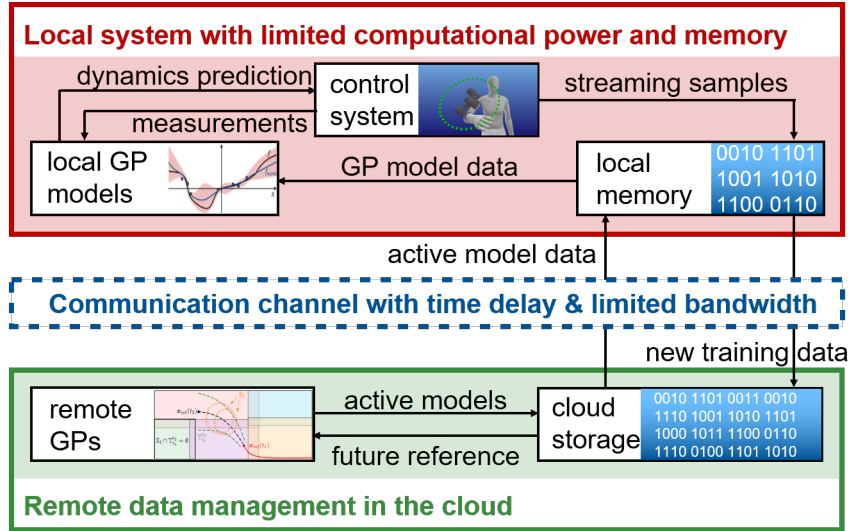 Local system with limited computational power and memory
dynamics prediction
control
system
streaming samples
measurements
local GP
models
x
GP model data
local
memory
0010 1101
1001 1010
1100 0110
active model data
Communication channel with time delay & limited bandwidth
new training data
remote
GPs
active models
future reference
cloud
storage
0010 1101 0011 0010
1110 1001 1010 1101
1000 1011 1100 0110
1110 0100 1101 1010
Remote data management in the cloud